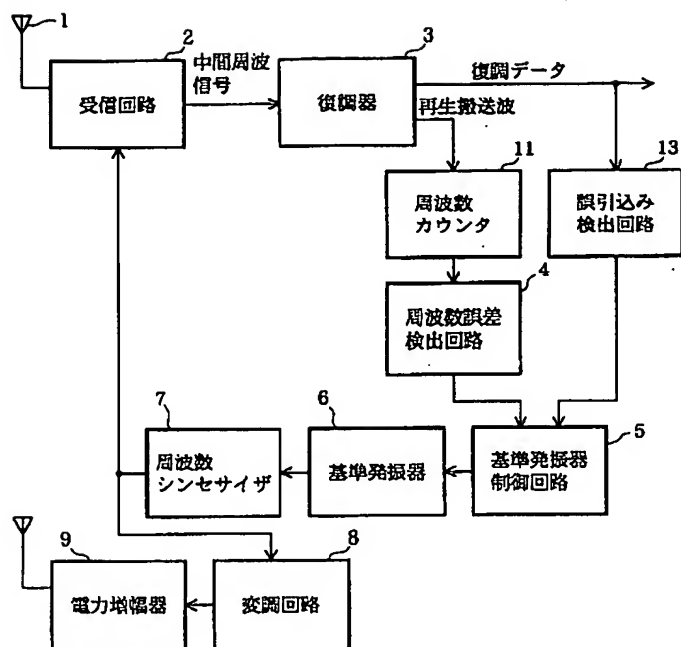 1
2
受信回路
中間周波
信号
3
復調器
復調データ
再生搬送波
11
周波数
カウンタ
13
誤引込み
検出回路
4
周波数誤差
検出回路
5
基準発振器
制御回路
6
基準発振器
7
周波数
シンセサイザ
8
変調回路
9
電力増幅器